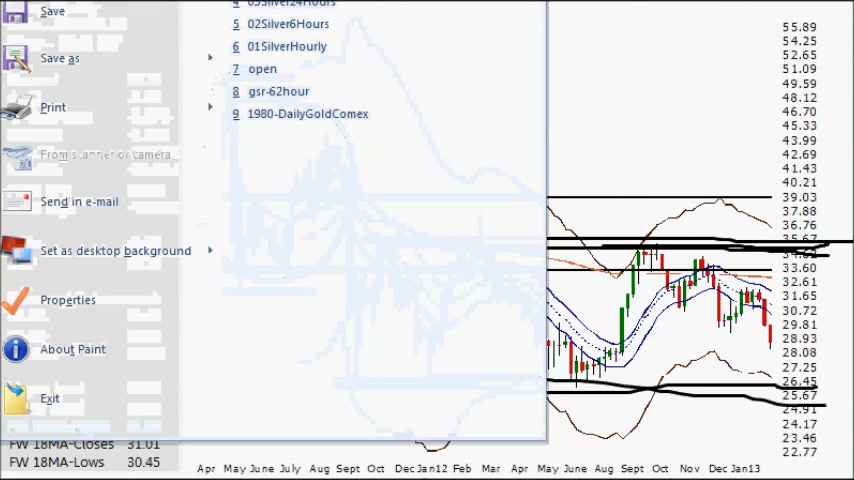 Save
Save as
Print
From scanner or camera
Send in e-mail
Set as desktop background
Properties
About Paint
Exit
5 02Silver6Hours
6 01SilverHourly
7 open
8 gsr-62hour
9 1980-DailyGoldComex
55.89
54.25
52.65
51.09
49.59
48.12
46.70
45.33
43.99
42.69
41.43
40.21
39.03
37.88
36.76
33.60
32.61
31.65
30.72
29.81
28.93
28.08
27.25
26.45
25.67
24.91
24.17
23.46
22.77
FW 18MA-Closes 31.01
FW 18MA-Lows 30.45
Apr May June July Aug Sept Oct Dec Jan12 Feb Mar Apr May June Aug Sept Oct Nov Dec Jan13